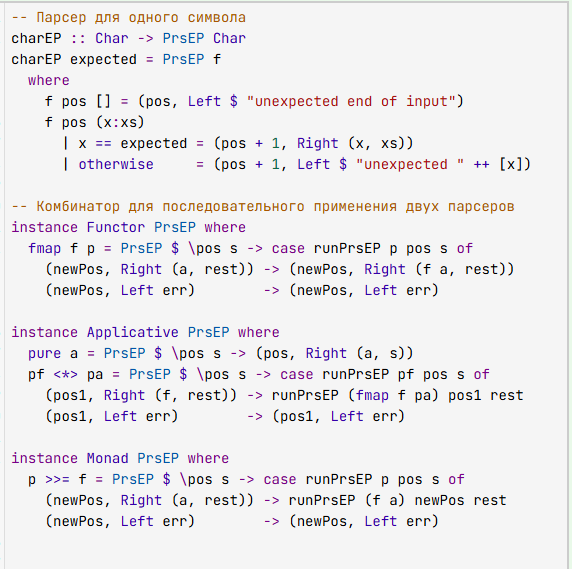 -- Парсер для одного символа
charEP :: Char -> PrsEP Char
charEP expected = PrsEP f
  where
    f pos [] = (pos, Left $ "unexpected end of input")
    f pos (x:xs)
      | x == expected = (pos + 1, Right (x, xs))
      | otherwise     = (pos + 1, Left $ "unexpected " ++ [x])

-- Комбинатор для последовательного применения двух парсеров
instance Functor PrsEP where
  fmap f p = PrsEP $ \pos s -> case runPrsEP p pos s of
    (newPos, Right (a, rest)) -> (newPos, Right (f a, rest))
    (newPos, Left err)        -> (newPos, Left err)

instance Applicative PrsEP where
  pure a = PrsEP $ \pos s -> (pos, Right (a, s))
  pf <*> pa = PrsEP $ \pos s -> case runPrsEP pf pos s of
    (pos1, Right (f, rest)) -> runPrsEP (fmap f pa) pos1 rest
    (pos1, Left err)        -> (pos1, Left err)

instance Monad PrsEP where
  p >>= f = PrsEP $ \pos s -> case runPrsEP p pos s of
    (newPos, Right (a, rest)) -> runPrsEP (f a) newPos rest
    (newPos, Left err)        -> (newPos, Left err)